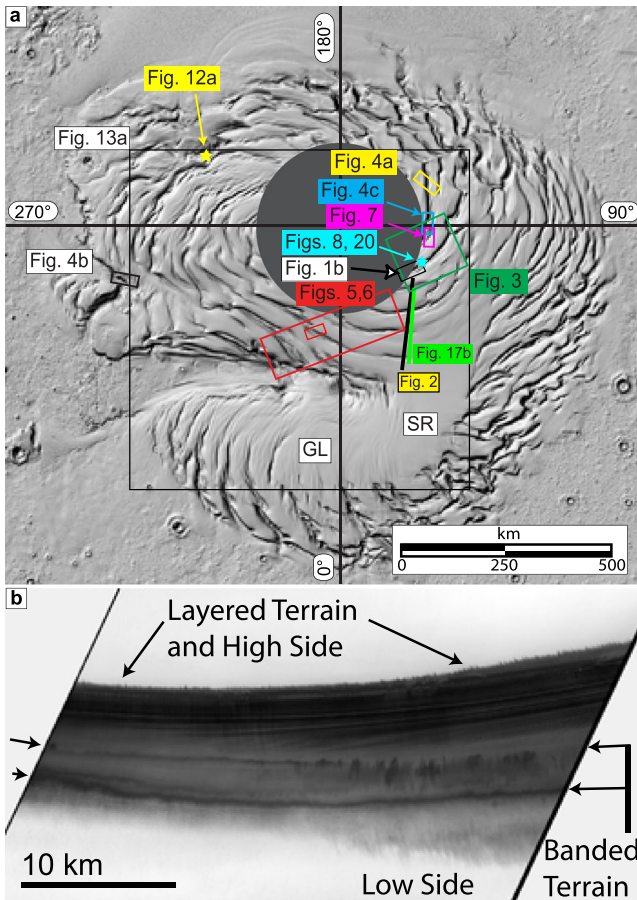 a
180°
Fig. 12a
Fig. 13a
Fig. 4a
Fig. 4c
270°
Fig. 7
90°
Figs. 8, 20
Fig. 4b
Fig. 1b
Fig. 3
Figs. 5,6
Fig. 17b
Fig. 2
SR
GL
km
0 250 500
0°
b
Layered Terrain
and High Side
10 km
Low Side
Banded
Terrain